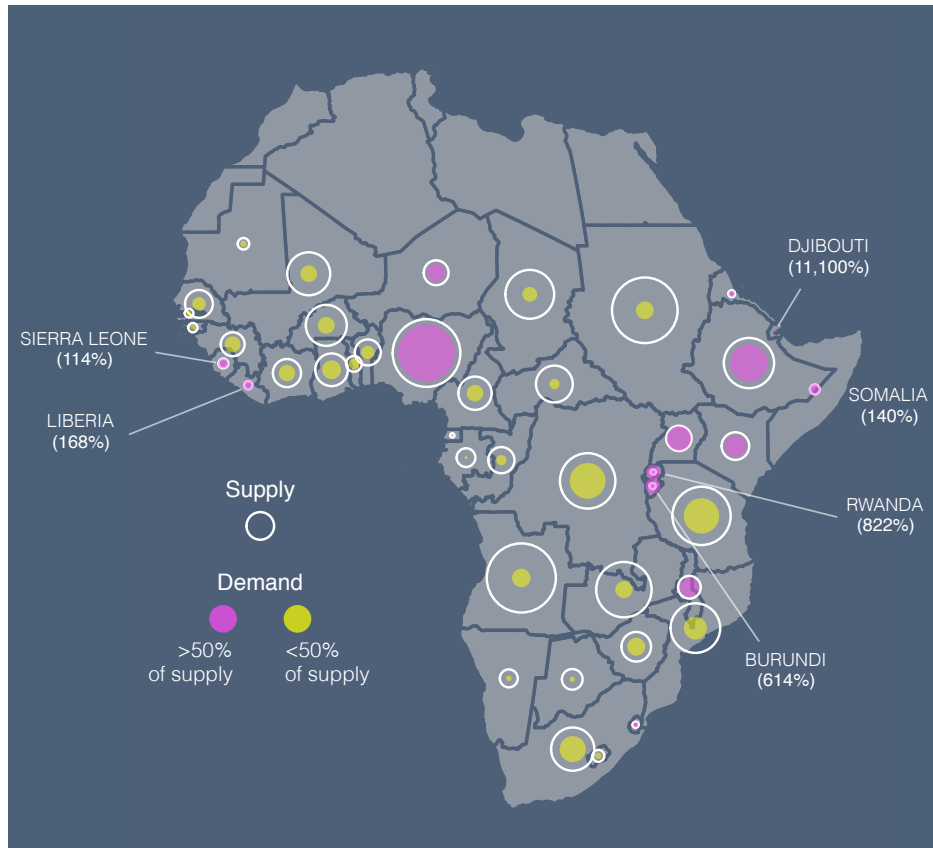 DJIBOUTI
(11,100%)
SIERRA LEONE
(114%)
LIBERIA
(168%)
SOMALIA
(140%)
Supply
RWANDA
(822%)
Demand
>50%
of supply
<50%
of supply
BURUNDI
(614%)